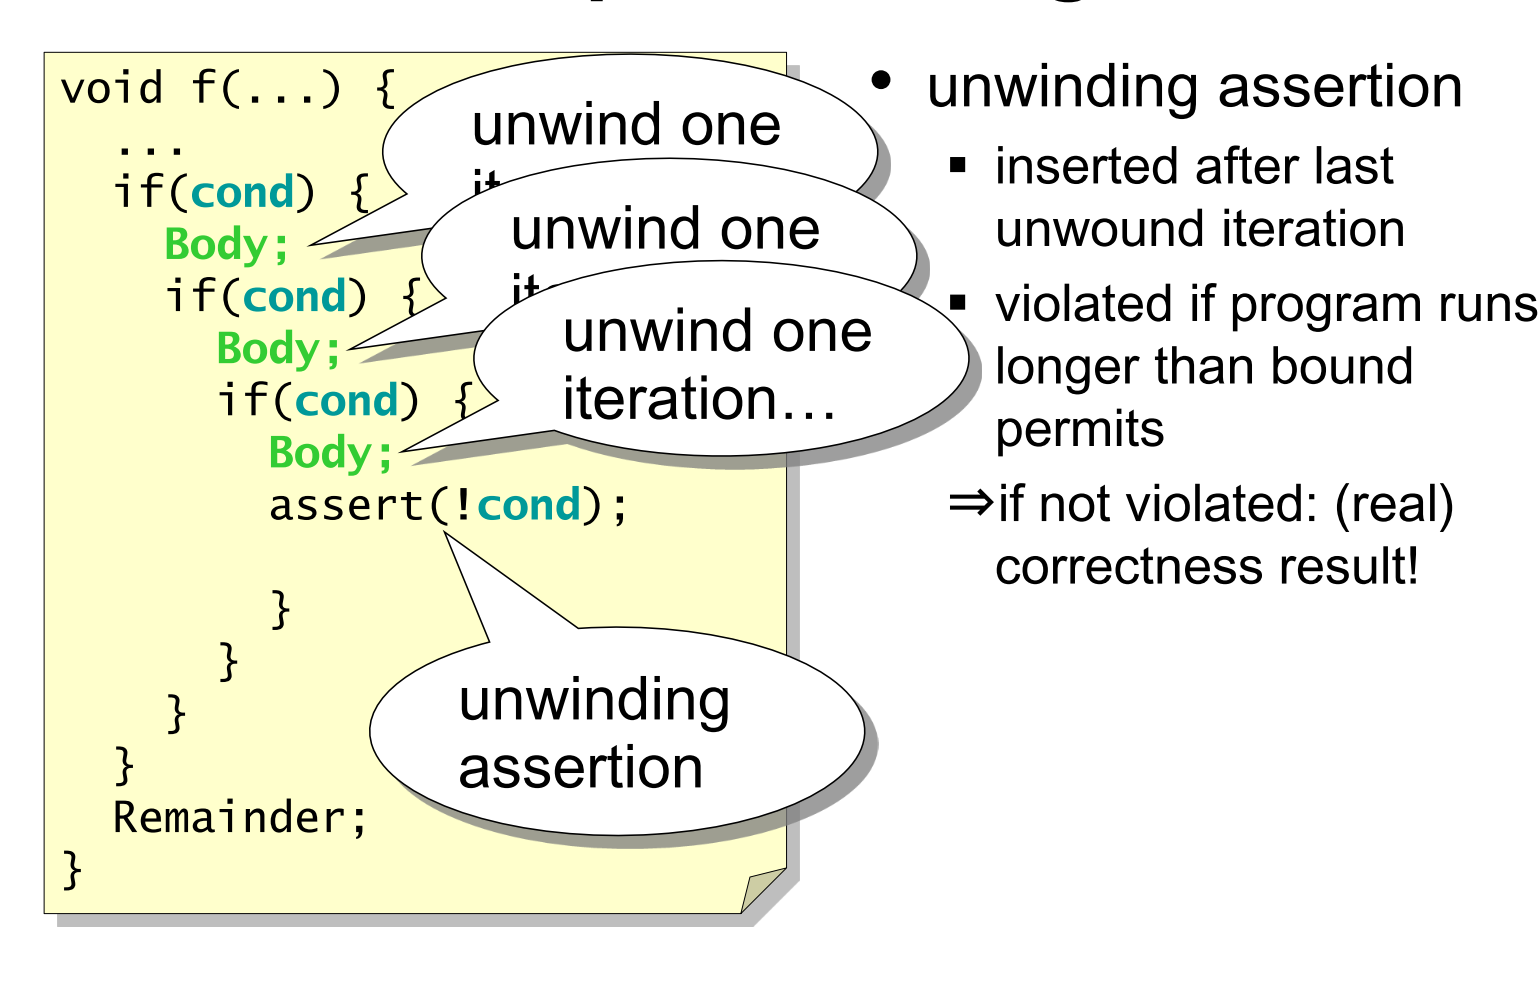 void f(...) {
...
if(cond) {
Body;
if(cond) {
Body;
if(cond) {
Body;
assert(!cond);
}
}
}
}
Remainder;
}
unwind one
unwind one
unwind one
iteration…
unwinding
assertion
• unwinding assertion
▪ inserted after last
unwound iteration
▪ violated if program runs
longer than bound
permits
⇒if not violated: (real)
correctness result!